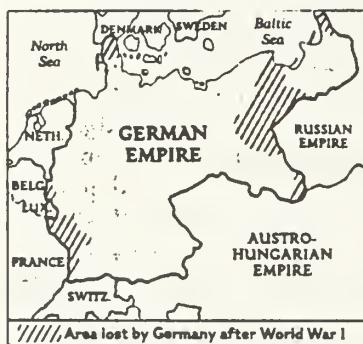 North
Sea
DENMARK
SWEDEN
Baltic
Sea
NETH.
GERMAN
EMPIRE
RUSSIAN
EMPIRE
BELG.
LUX.
FRANCE
AUSTRO-
HUNGARIAN
EMPIRE
SWITZ.
Area lost by Germany after World War I